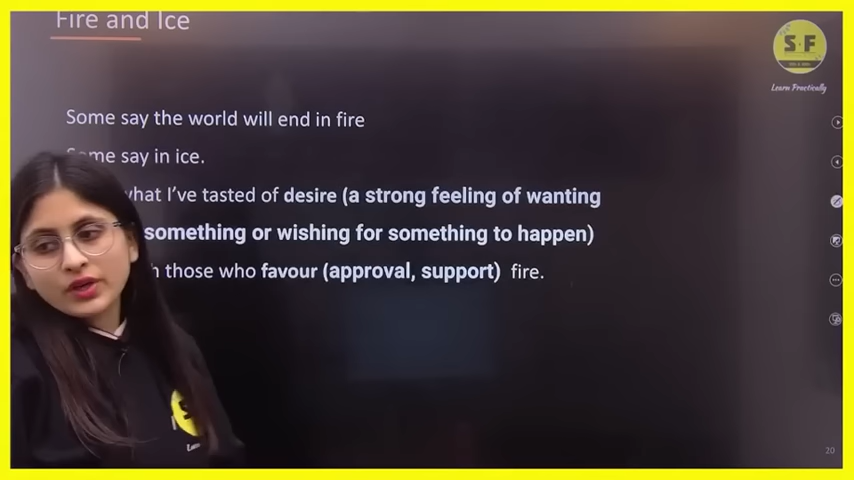 Fire and Ice
S F
Learn Practically
Some say the world will end in fire
Some say in ice.
what I've tasted of desire (a strong feeling of wanting
something or wishing for something to happen)
those who favour (approval, support) fire.
20